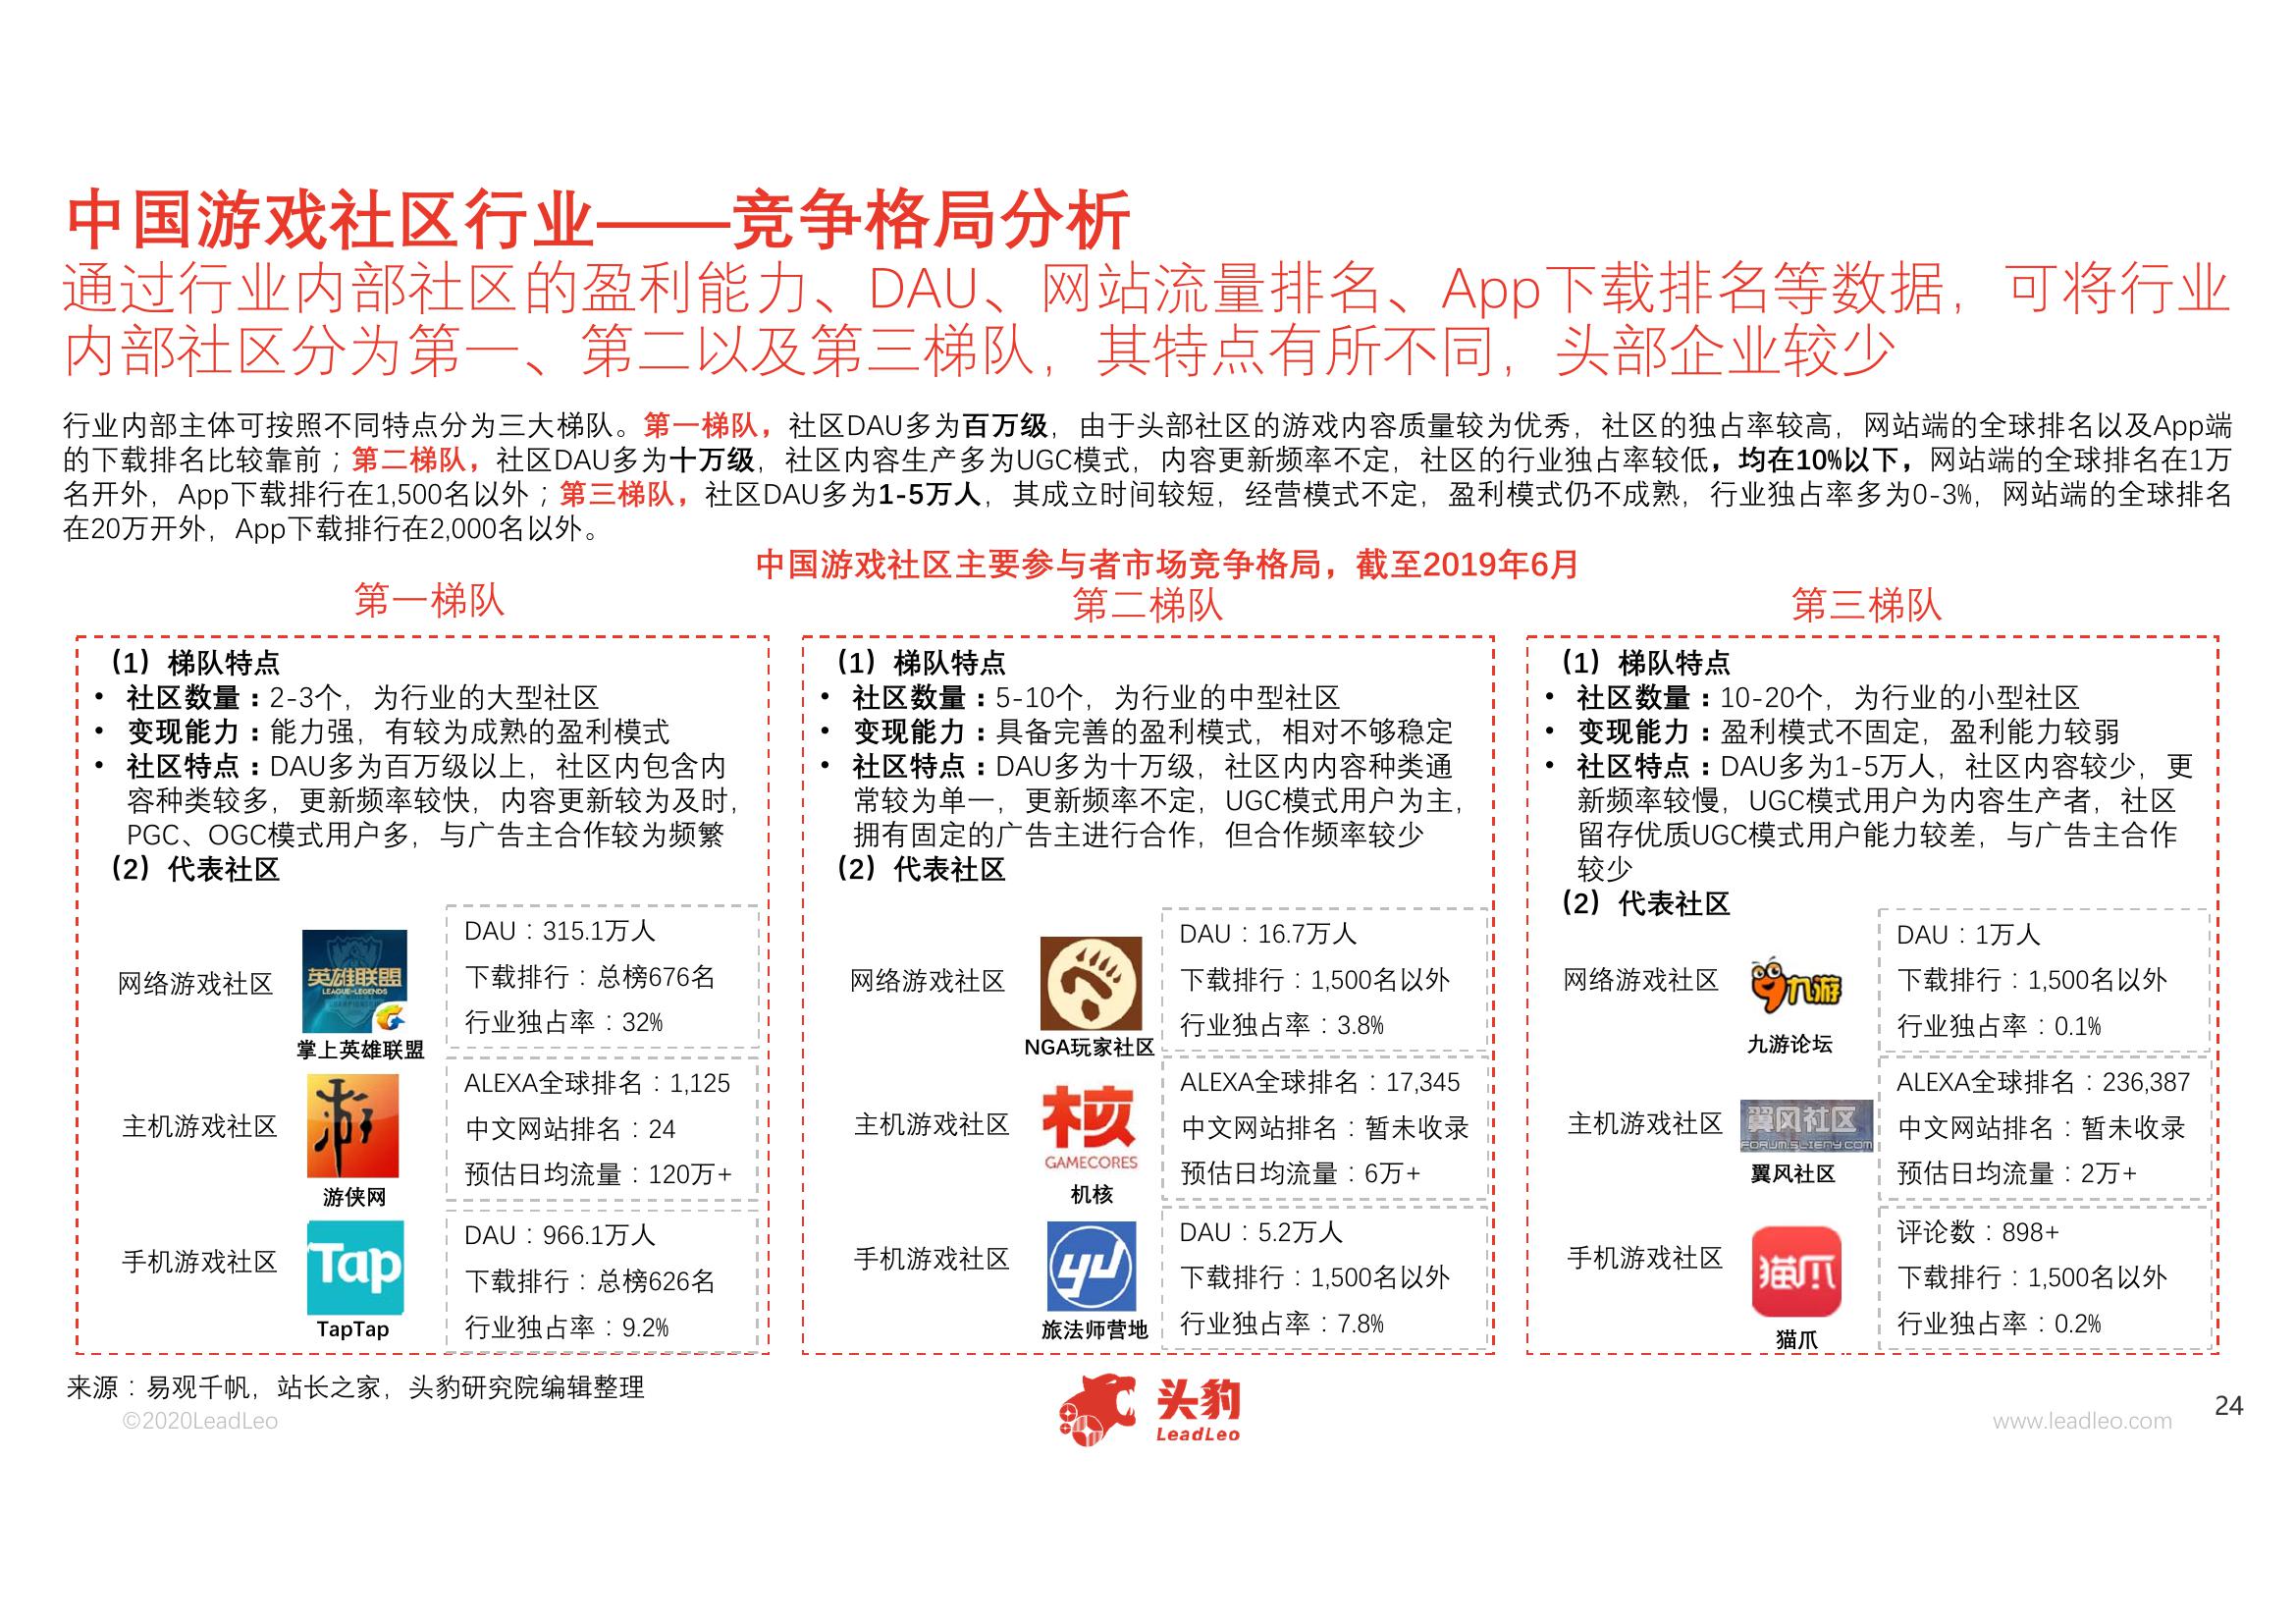 中国游戏社区行业——竞争格局分析
通过行业内部社区的盈利能力、DAU、网站流量排名、App下载排名等数据，可将行业
内部社区分为第一、第二以及第三梯队，其特点有所不同，头部企业较少
行业内部主体可按照不同特点分为三大梯队。第一梯队，社区DAU多为百万级，由于头部社区的游戏内容质量较为优秀，社区的独占率较高，网站端的全球排名以及App端
的下载排名比较靠前；第二梯队，社区DAU多为十万级，社区内容生产多为UGC模式，内容更新频率不定，社区的行业独占率较低，均在10%以下，网站端的全球排名在1万
名开外，App下载排行在1,500名以外；第三梯队，社区DAU多为1-5万人，其成立时间较短，经营模式不定，盈利模式仍不成熟，行业独占率多为0-3%，网站端的全球排名
在20万开外，App下载排行在2,000名以外。
中国游戏社区主要参与者市场竞争格局，截至2019年6月
第一梯队
（1）梯队特点
• 社区数量：2-3个，为行业的大型社区
• 变现能力：能力强，有较为成熟的盈利模式
• 社区特点：DAU多为百万级以上，社区内包含内
容种类较多，更新频率较快，内容更新较为及时，
PGC、OGC模式用户多，与广告主合作较为频繁
（2）代表社区
网络游戏社区
英雄联盟
LEAGUE OF LEGENDS
掌上英雄联盟
DAU：315.1万人
下载排行：总榜676名
行业独占率：32%
主机游戏社区
游
游侠网
ALEXA全球排名：1,125
中文网站排名：24
预估日均流量：120万+
手机游戏社区
Tap
TapTap
DAU：966.1万人
下载排行：总榜626名
行业独占率：9.2%
第二梯队
（1）梯队特点
• 社区数量：5-10个，为行业的中型社区
• 变现能力：具备完善的盈利模式，相对不够稳定
• 社区特点：DAU多为十万级，社区内内容种类通
常较为单一，更新频率不定，UGC模式用户为主，
拥有固定的广告主进行合作，但合作频率较少
（2）代表社区
网络游戏社区
NGA玩家社区
DAU：16.7万人
下载排行：1,500名以外
行业独占率：3.8%
主机游戏社区
核
GAMECORES
机核
ALEXA全球排名：17,345
中文网站排名：暂未收录
预估日均流量：6万+
手机游戏社区
旅法师营地
DAU：5.2万人
下载排行：1,500名以外
行业独占率：7.8%
第三梯队
（1）梯队特点
• 社区数量：10-20个，为行业的小型社区
• 变现能力：盈利模式不固定，盈利能力较弱
• 社区特点：DAU多为1-5万人，社区内容较少，更
新频率较慢，UGC模式用户为内容生产者，社区
留存优质UGC模式用户能力较差，与广告主合作
较少
（2）代表社区
网络游戏社区
九游
九游论坛
DAU：1万人
下载排行：1,500名以外
行业独占率：0.1%
主机游戏社区
翼风社区
FORUM.SLIENY.COM
翼风社区
ALEXA全球排名：236,387
中文网站排名：暂未收录
预估日均流量：2万+
手机游戏社区
猫爪
猫爪
评论数：898+
下载排行：1,500名以外
行业独占率：0.2%
来源：易观千帆，站长之家，头豹研究院编辑整理
©2020LeadLeo
头豹
LeadLeo
www.leadleo.com
24